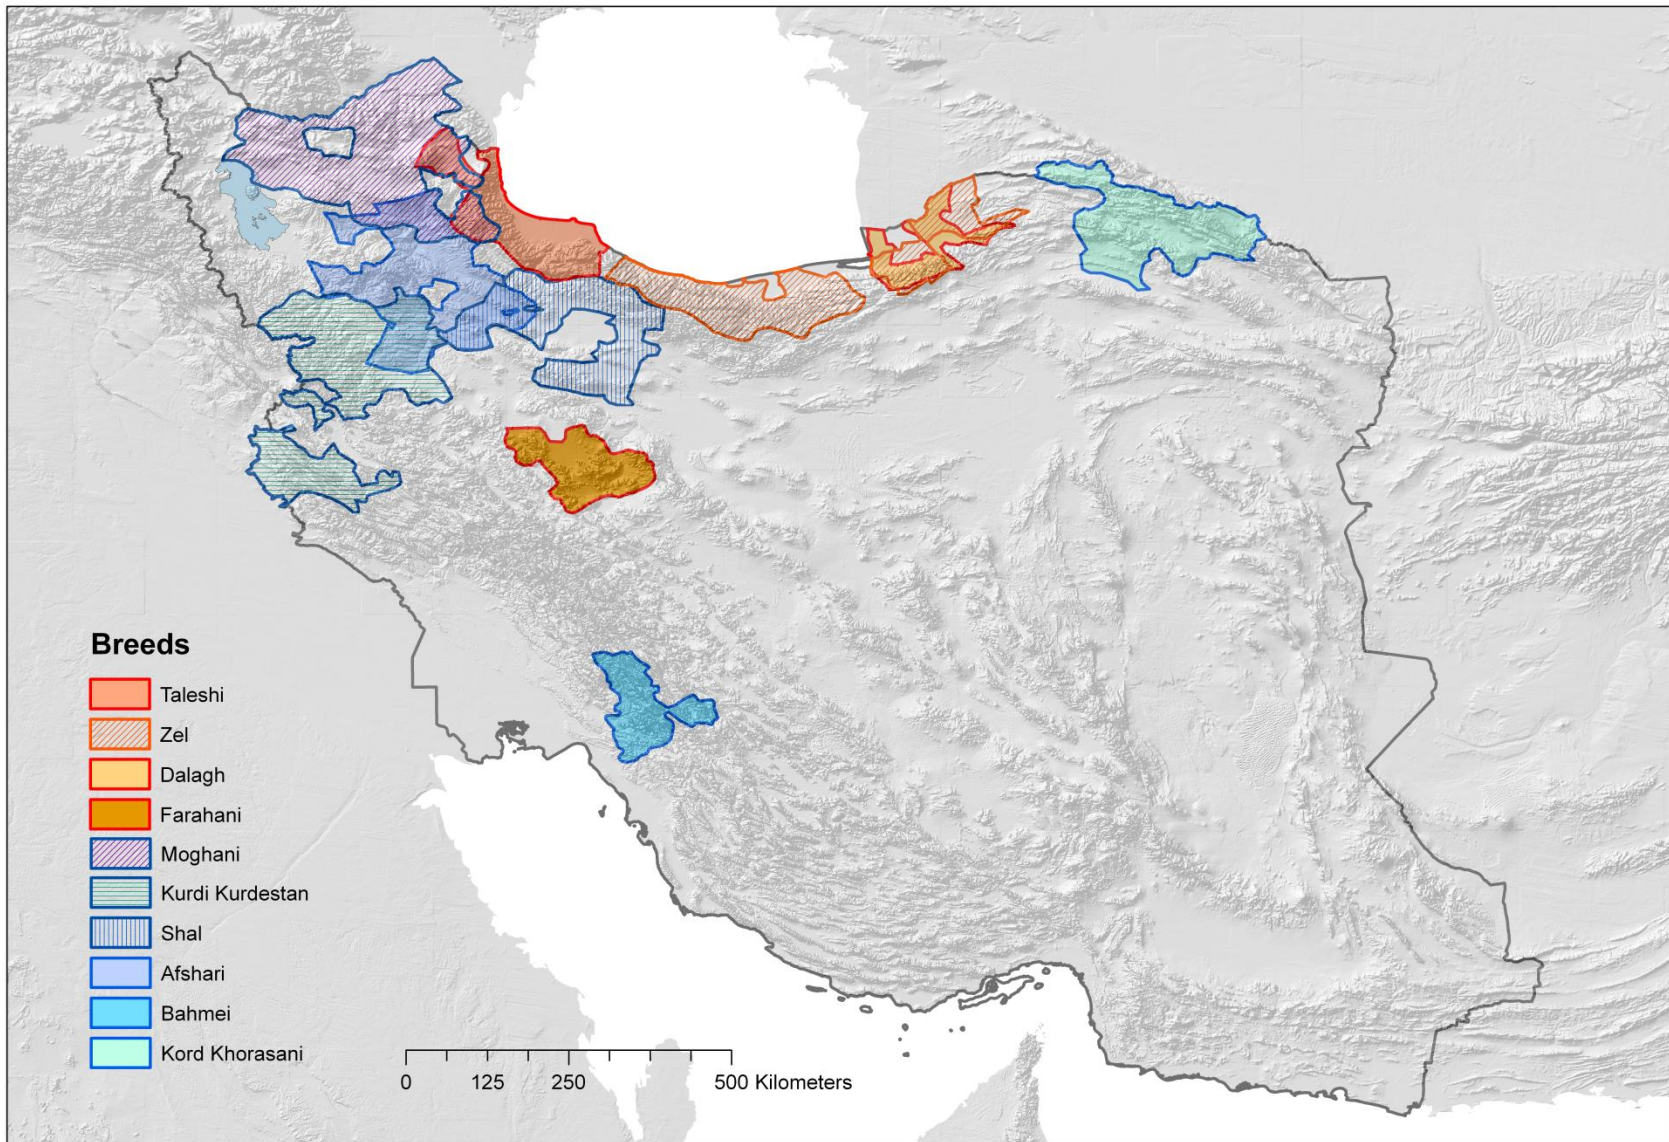 Breeds
Taleshi
Zel
Dalagh
Farahani
Moghani
Kurdi Kurdestan
Shal
Afshari
Bahmei
Kord Khorasani
0 125 250 500 Kilometers